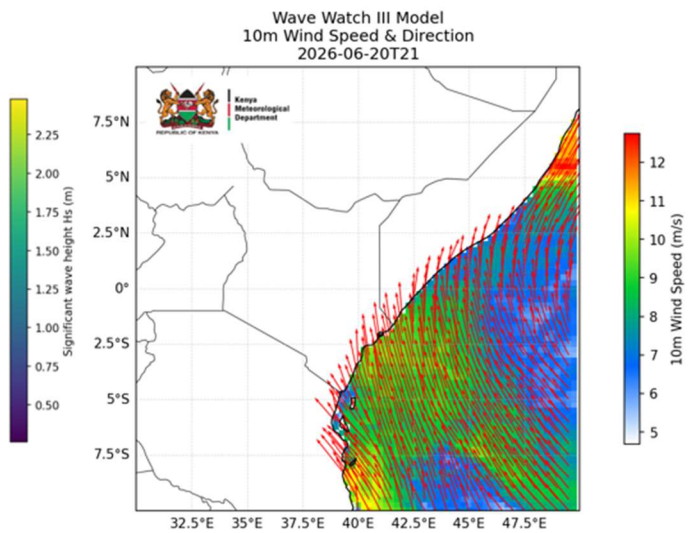 Wave Watch III Model
10m Wind Speed & Direction
2026-06-20T21
Kenya
Meteorological
Department
REPUBLIC OF KENYA
7.5°N
5°N
2.5°N
0°
2.5°S
5°S
7.5°S
32.5°E
35°E
37.5°E
40°E
42.5°E
45°E
47.5°E
2.25
2.00
1.75
1.50
1.25
1.00
0.75
0.50
Significant wave height Hs (m)
12
11
10
9
8
7
6
5
10m Wind Speed (m/s)